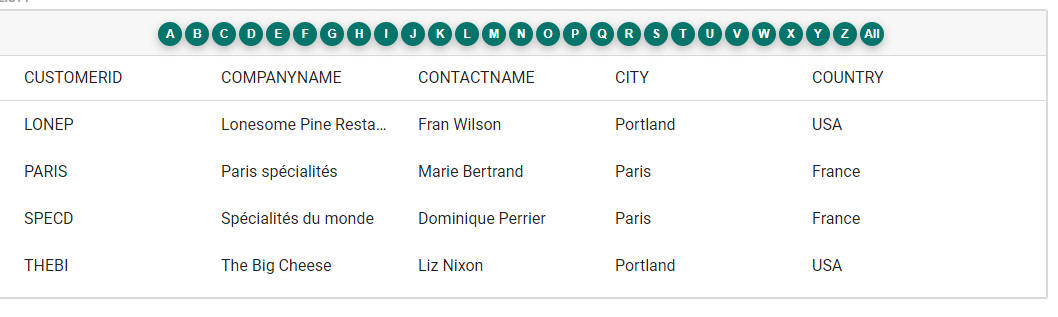 A B C D E F G H I J K L M N O P Q R S T U V W X Y Z All
CUSTOMERID COMPANYNAME CONTACTNAME CITY COUNTRY
LONEP Lonesome Pine Resta... Fran Wilson Portland USA
PARIS Paris spécialités Marie Bertrand Paris France
SPECD Spécialités du monde Dominique Perrier Paris France
THEBI The Big Cheese Liz Nixon Portland USA